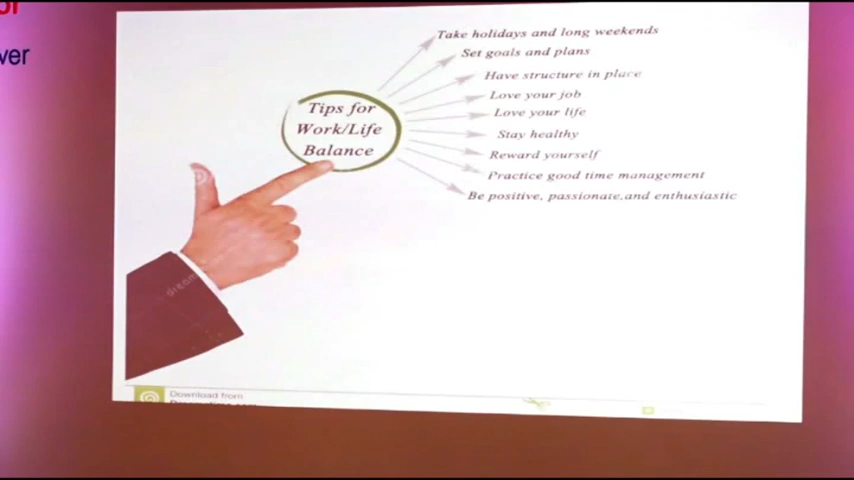 ver
Tips for
Work/Life
Balance
Take holidays and long weekends
Set goals and plans
Have structure in place
Love your job
Love your life
Stay healthy
Reward yourself
Practice good time management
Be positive, passionate,and enthusiastic
Download from